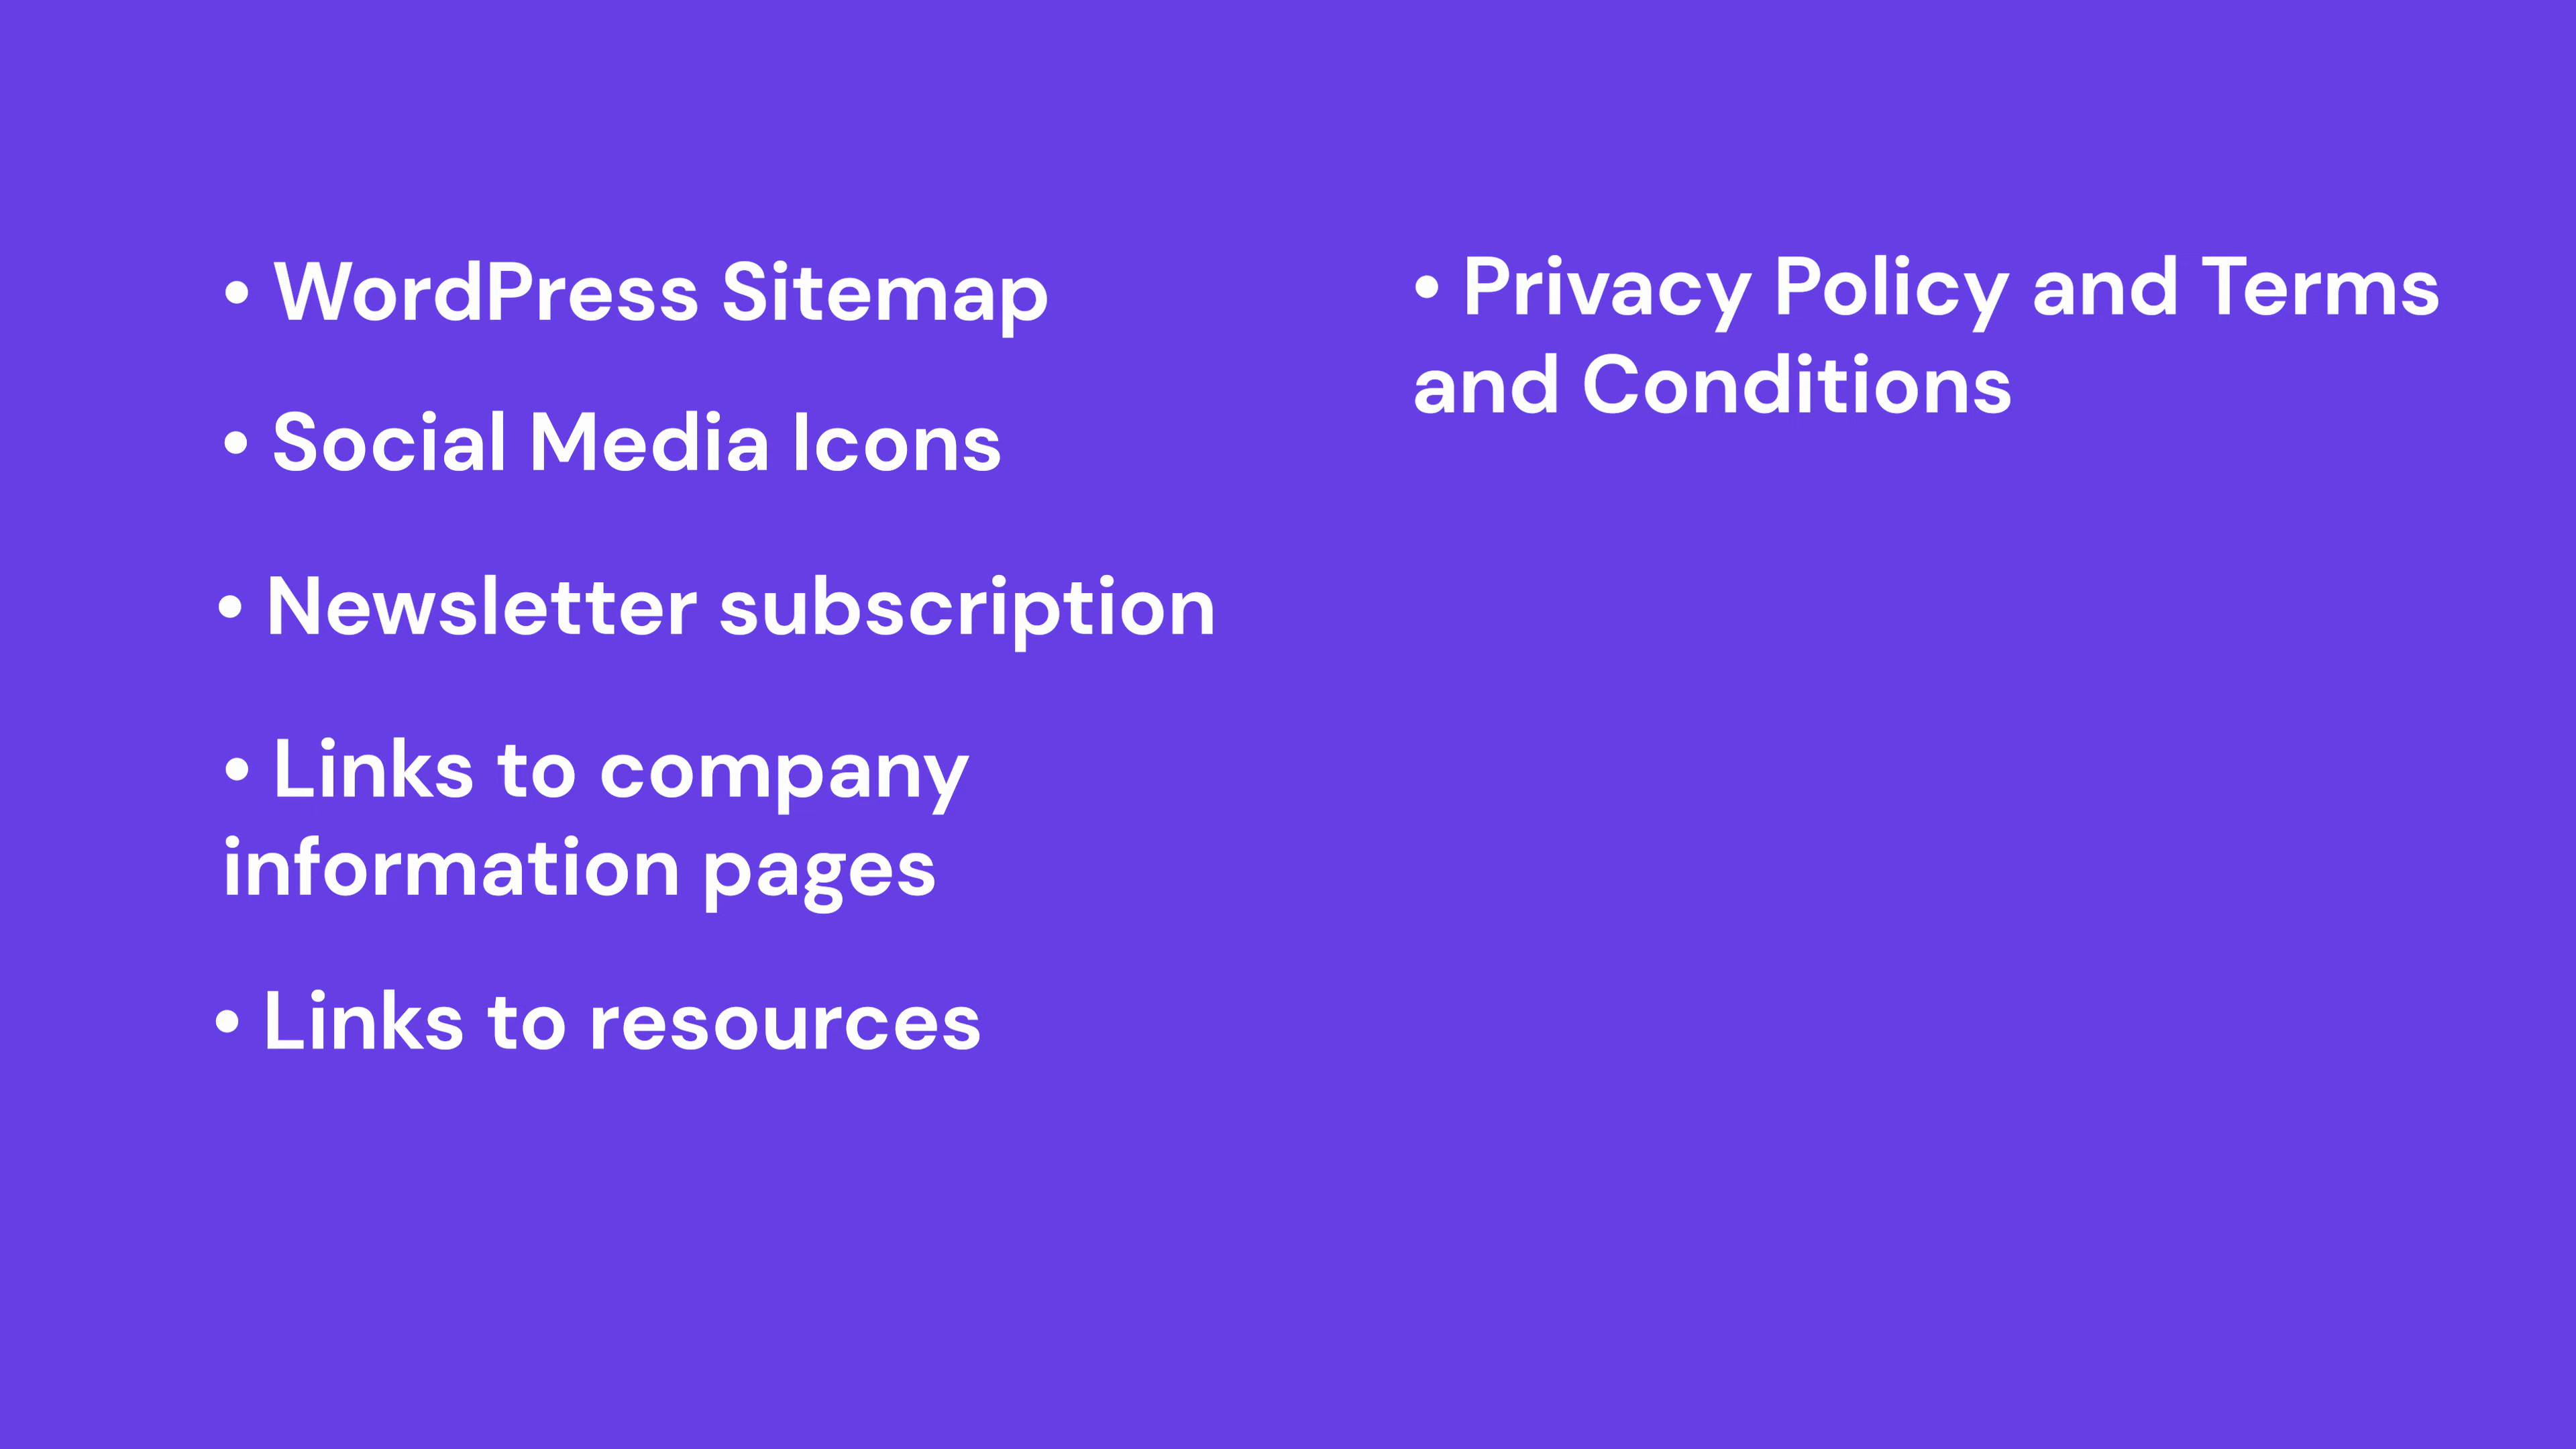 • WordPress Sitemap
• Social Media Icons
• Newsletter subscription
• Links to company
information pages
• Links to resources
• Privacy Policy and Terms
and Conditions